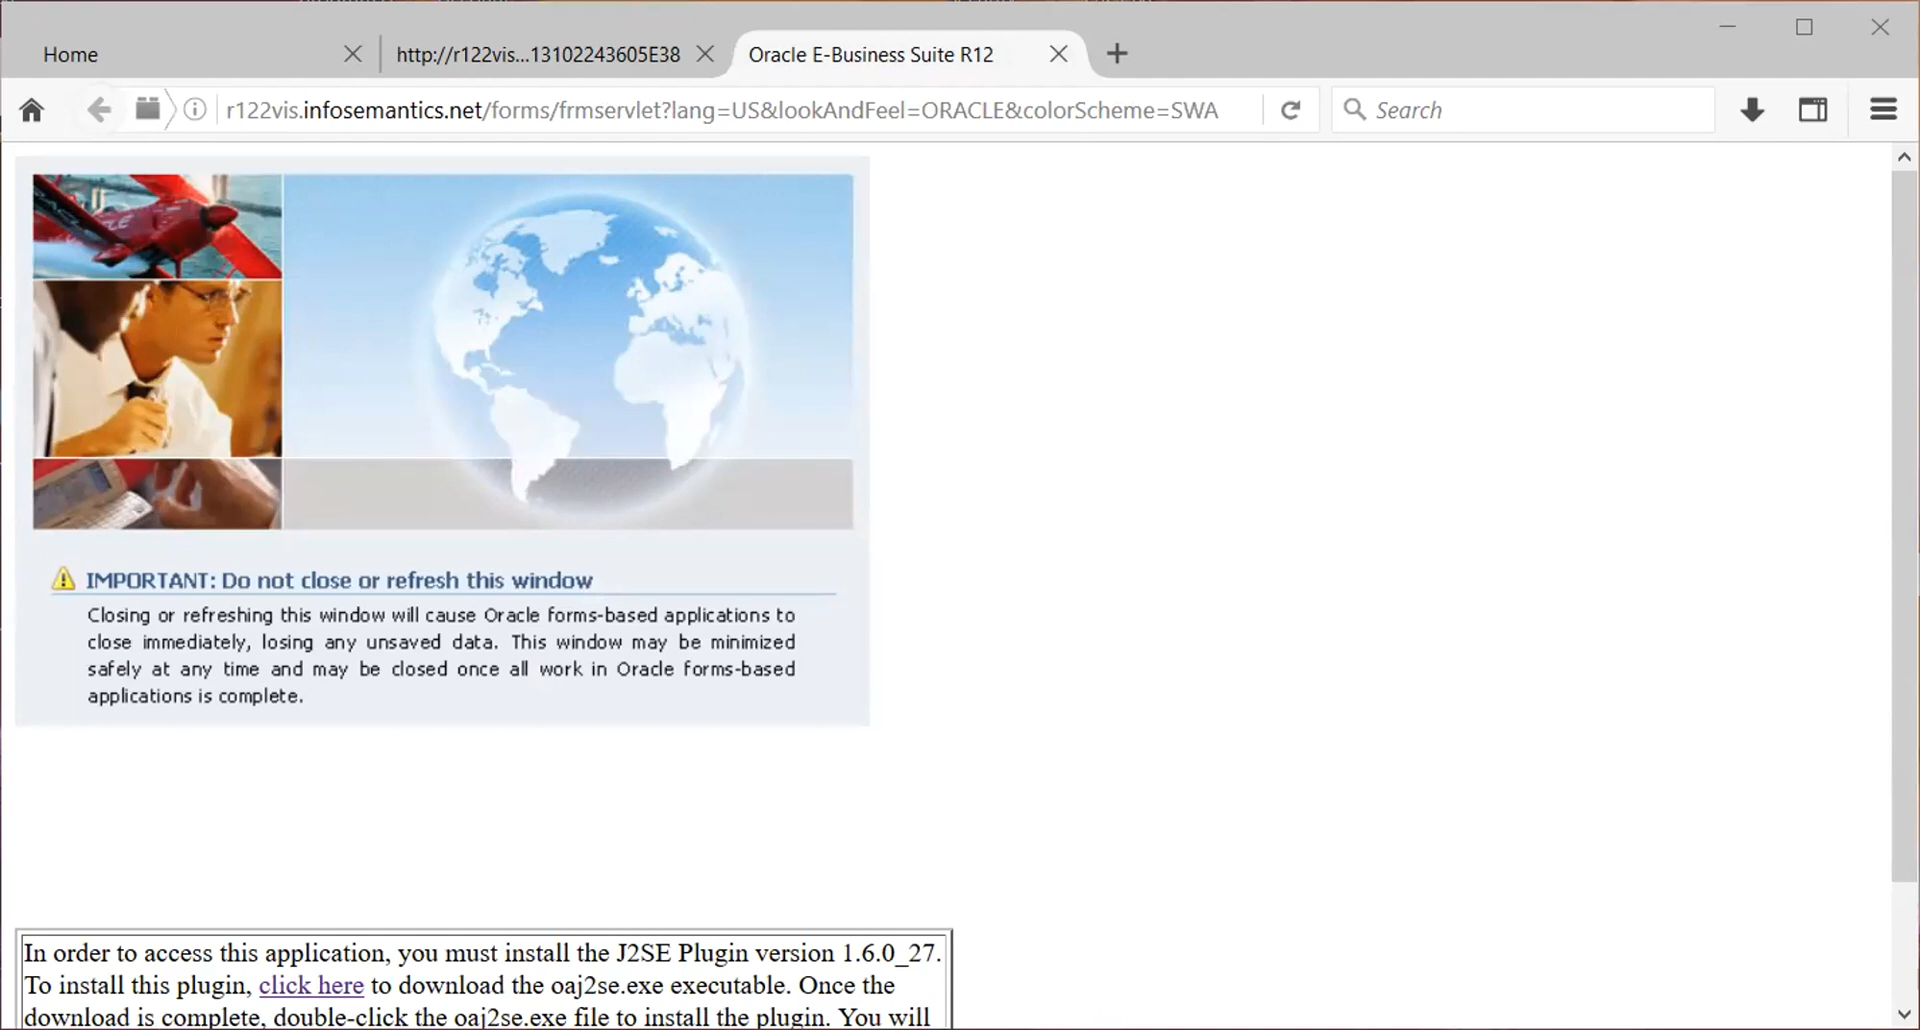 Home
http://r122vis...13102243605E38
Oracle E-Business Suite R12
r122vis.infosemantics.net/forms/frmservlet?lang=US&lookAndFeel=ORACLE&colorScheme=SWA
Search
IMPORTANT: Do not close or refresh this window
Closing or refreshing this window will cause Oracle forms-based applications to
close immediately, losing any unsaved data. This window may be minimized
safely at any time and may be closed once all work in Oracle forms-based
applications is complete.
In order to access this application, you must install the J2SE Plugin version 1.6.0_27.
To install this plugin, click here to download the oaj2se.exe executable. Once the
download is complete, double-click the oaj2se.exe file to install the plugin. You will